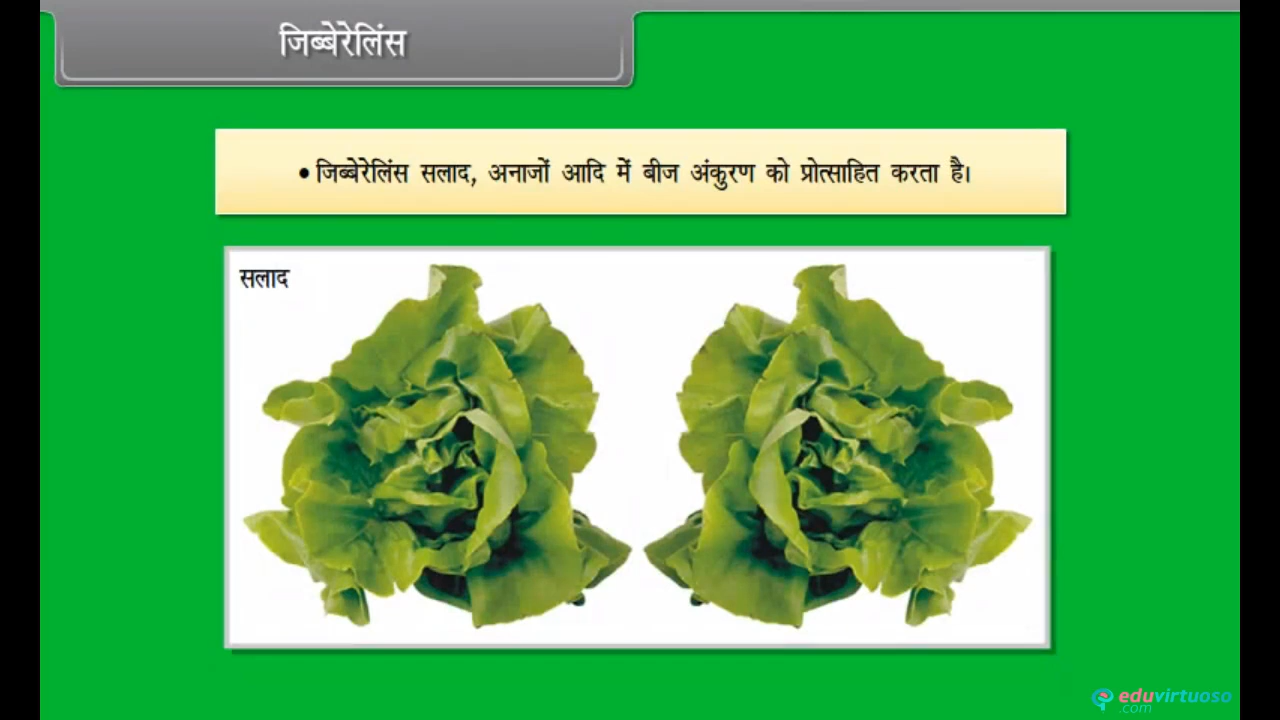 जिब्बेरेलिंस
• जिब्बेरेलिंस सलाद, अनाजों आदि में बीज अंकुरण को प्रोत्साहित करता है।
सलाद
eduvirtuoso
.com